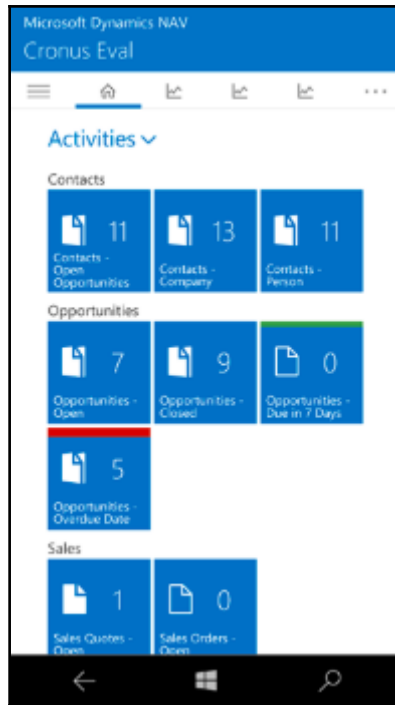 Microsoft Dynamics NAV
Cronus Eval
Activities
Contacts
11
Contacts -
Open
Opportunities
13
Contacts -
Company
11
Contacts -
Person
Opportunities
7
Opportunities -
Open
9
Opportunities -
Closed
0
Opportunities -
Due in 7 Days
5
Opportunities -
Overdue Date
Sales
1
Sales Quotes -
Open
0
Sales Orders -
Open